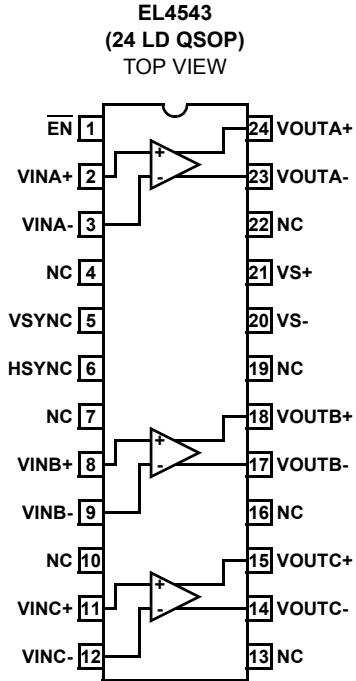 EL4543
(24 LD QSOP)
TOP VIEW
EN 1
VINA+ 2
VINA- 3
NC 4
VSYNC 5
HSYNC 6
NC 7
VINB+ 8
VINB- 9
NC 10
VINC+ 11
VINC- 12
24 VOUTA+
23 VOUTA-
22 NC
21 VS+
20 VS-
19 NC
18 VOUTB+
17 VOUTB-
16 NC
15 VOUTC+
14 VOUTC-
13 NC
+
-
+
-
+
-